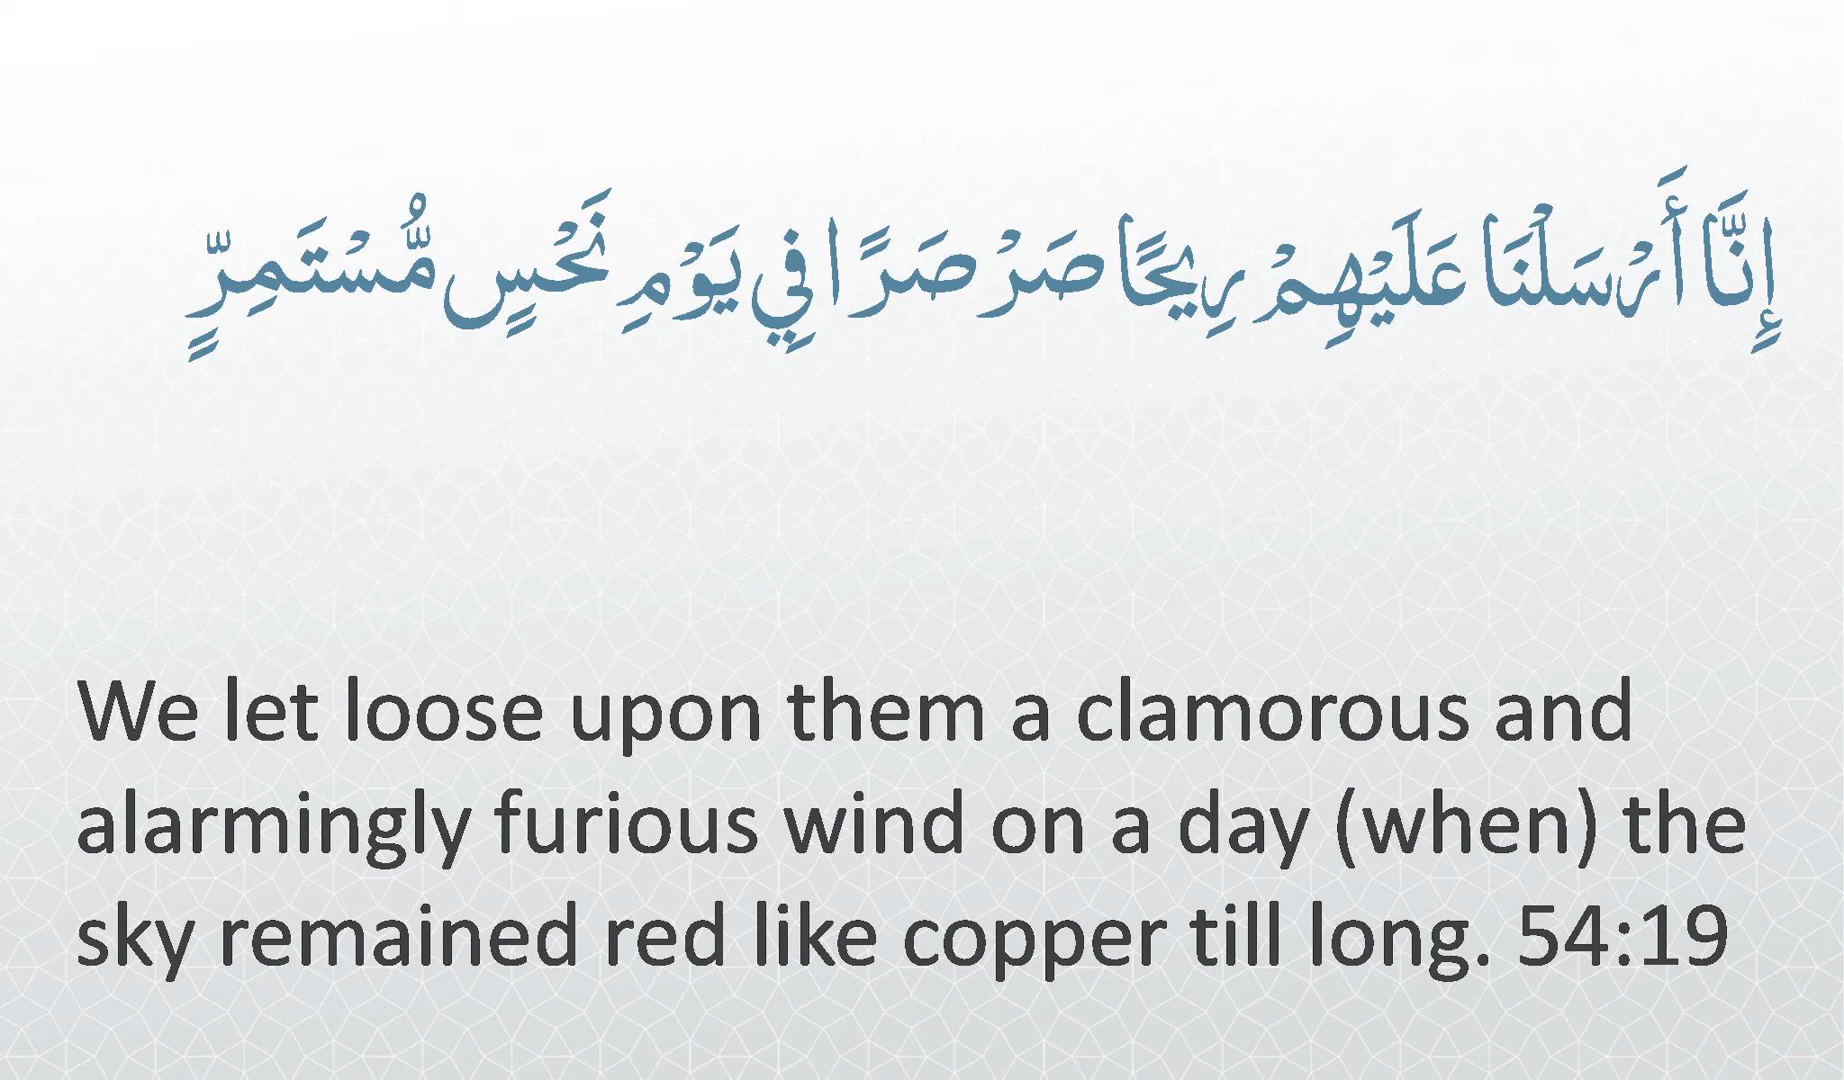 إِنَّا أَرْسَلْنَا عَلَيْهِمْ رِيحًا صَرْصَرًا فِي يَوْمِ نَحْسٍ مُّسْتَمِرٍّ
We let loose upon them a clamorous and
alarmingly furious wind on a day (when) the
sky remained red like copper till long. 54:19